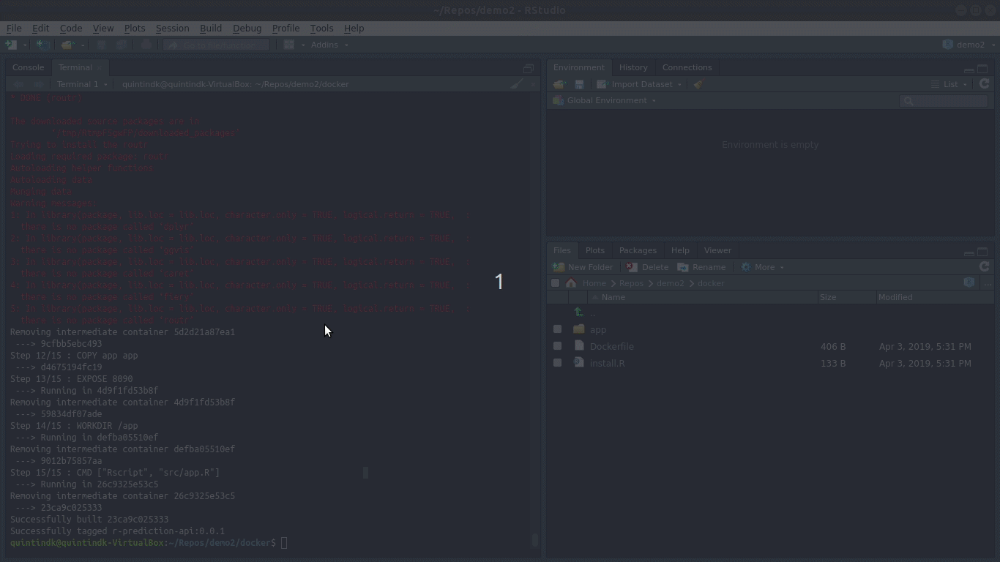 ~/Repos/demo2 - RStudio
File Edit Code View Plots Session Build Debug Profile Tools Help
Go to file/function Addins demo2
Console Terminal
Terminal 1 quintindk@quintindk-VirtualBox: ~/Repos/demo2/docker
* DONE (routr)
The downloaded source packages are in
Trying to install the routr
Loading required package: routr
Autoloading helper functions
Autoloading data
Munging data
Warning messages:
1: In library(package, lib.loc = lib.loc, character.only = TRUE, logical.return = TRUE,  :
there is no package called 'dplyr'
2: In library(package, lib.loc = lib.loc, character.only = TRUE, logical.return = TRUE,  :
there is no package called
3: In library(package, lib.loc = lib.loc, character.only = TRUE, logical.return = TRUE,  :
there is no package called 'caret'
4: In library(package, lib.loc = lib.loc, character.only = TRUE, logical.return = TRUE,  :
there is no package called 'fiery'
5: In library(package, lib.loc = lib.loc, character.only = TRUE, logical.return = TRUE,  :
there is no package called 'routr'
Removing intermediate container 5d2d21a87ea1
---> 9cfbb5ebc493
Step 12/15 : COPY app app
---> d4675194fc19
Step 13/15 : EXPOSE 8090
---> Running in 4d9f1fd53b8f
Removing intermediate container 4d9f1fd53b8f
---> 59834df07ade
Step 14/15 : WORKDIR /app
---> Running in defba05510ef
Removing intermediate container defba05510ef
---> 9012b75857aa
Step 15/15 : CMD ["Rscript", "src/app.R"]
---> Running in 26c9325e53c5
Removing intermediate container 26c9325e53c5
---> 23ca9c025333
Successfully built 23ca9c025333
Successfully tagged r-prediction-api:0.0.1
quintindk@quintindk-VirtualBox:~/Repos/demo2/docker$
1
Environment History Connections
Import Dataset List
Global Environment
Environment is empty
Files Plots Packages Help Viewer
New Folder Delete Rename More
Home Repos demo2 docker ...
Name Size Modified
..
app
Dockerfile 406 B Apr 3, 2019, 5:31 PM
install.R 133 B Apr 3, 2019, 5:31 PM